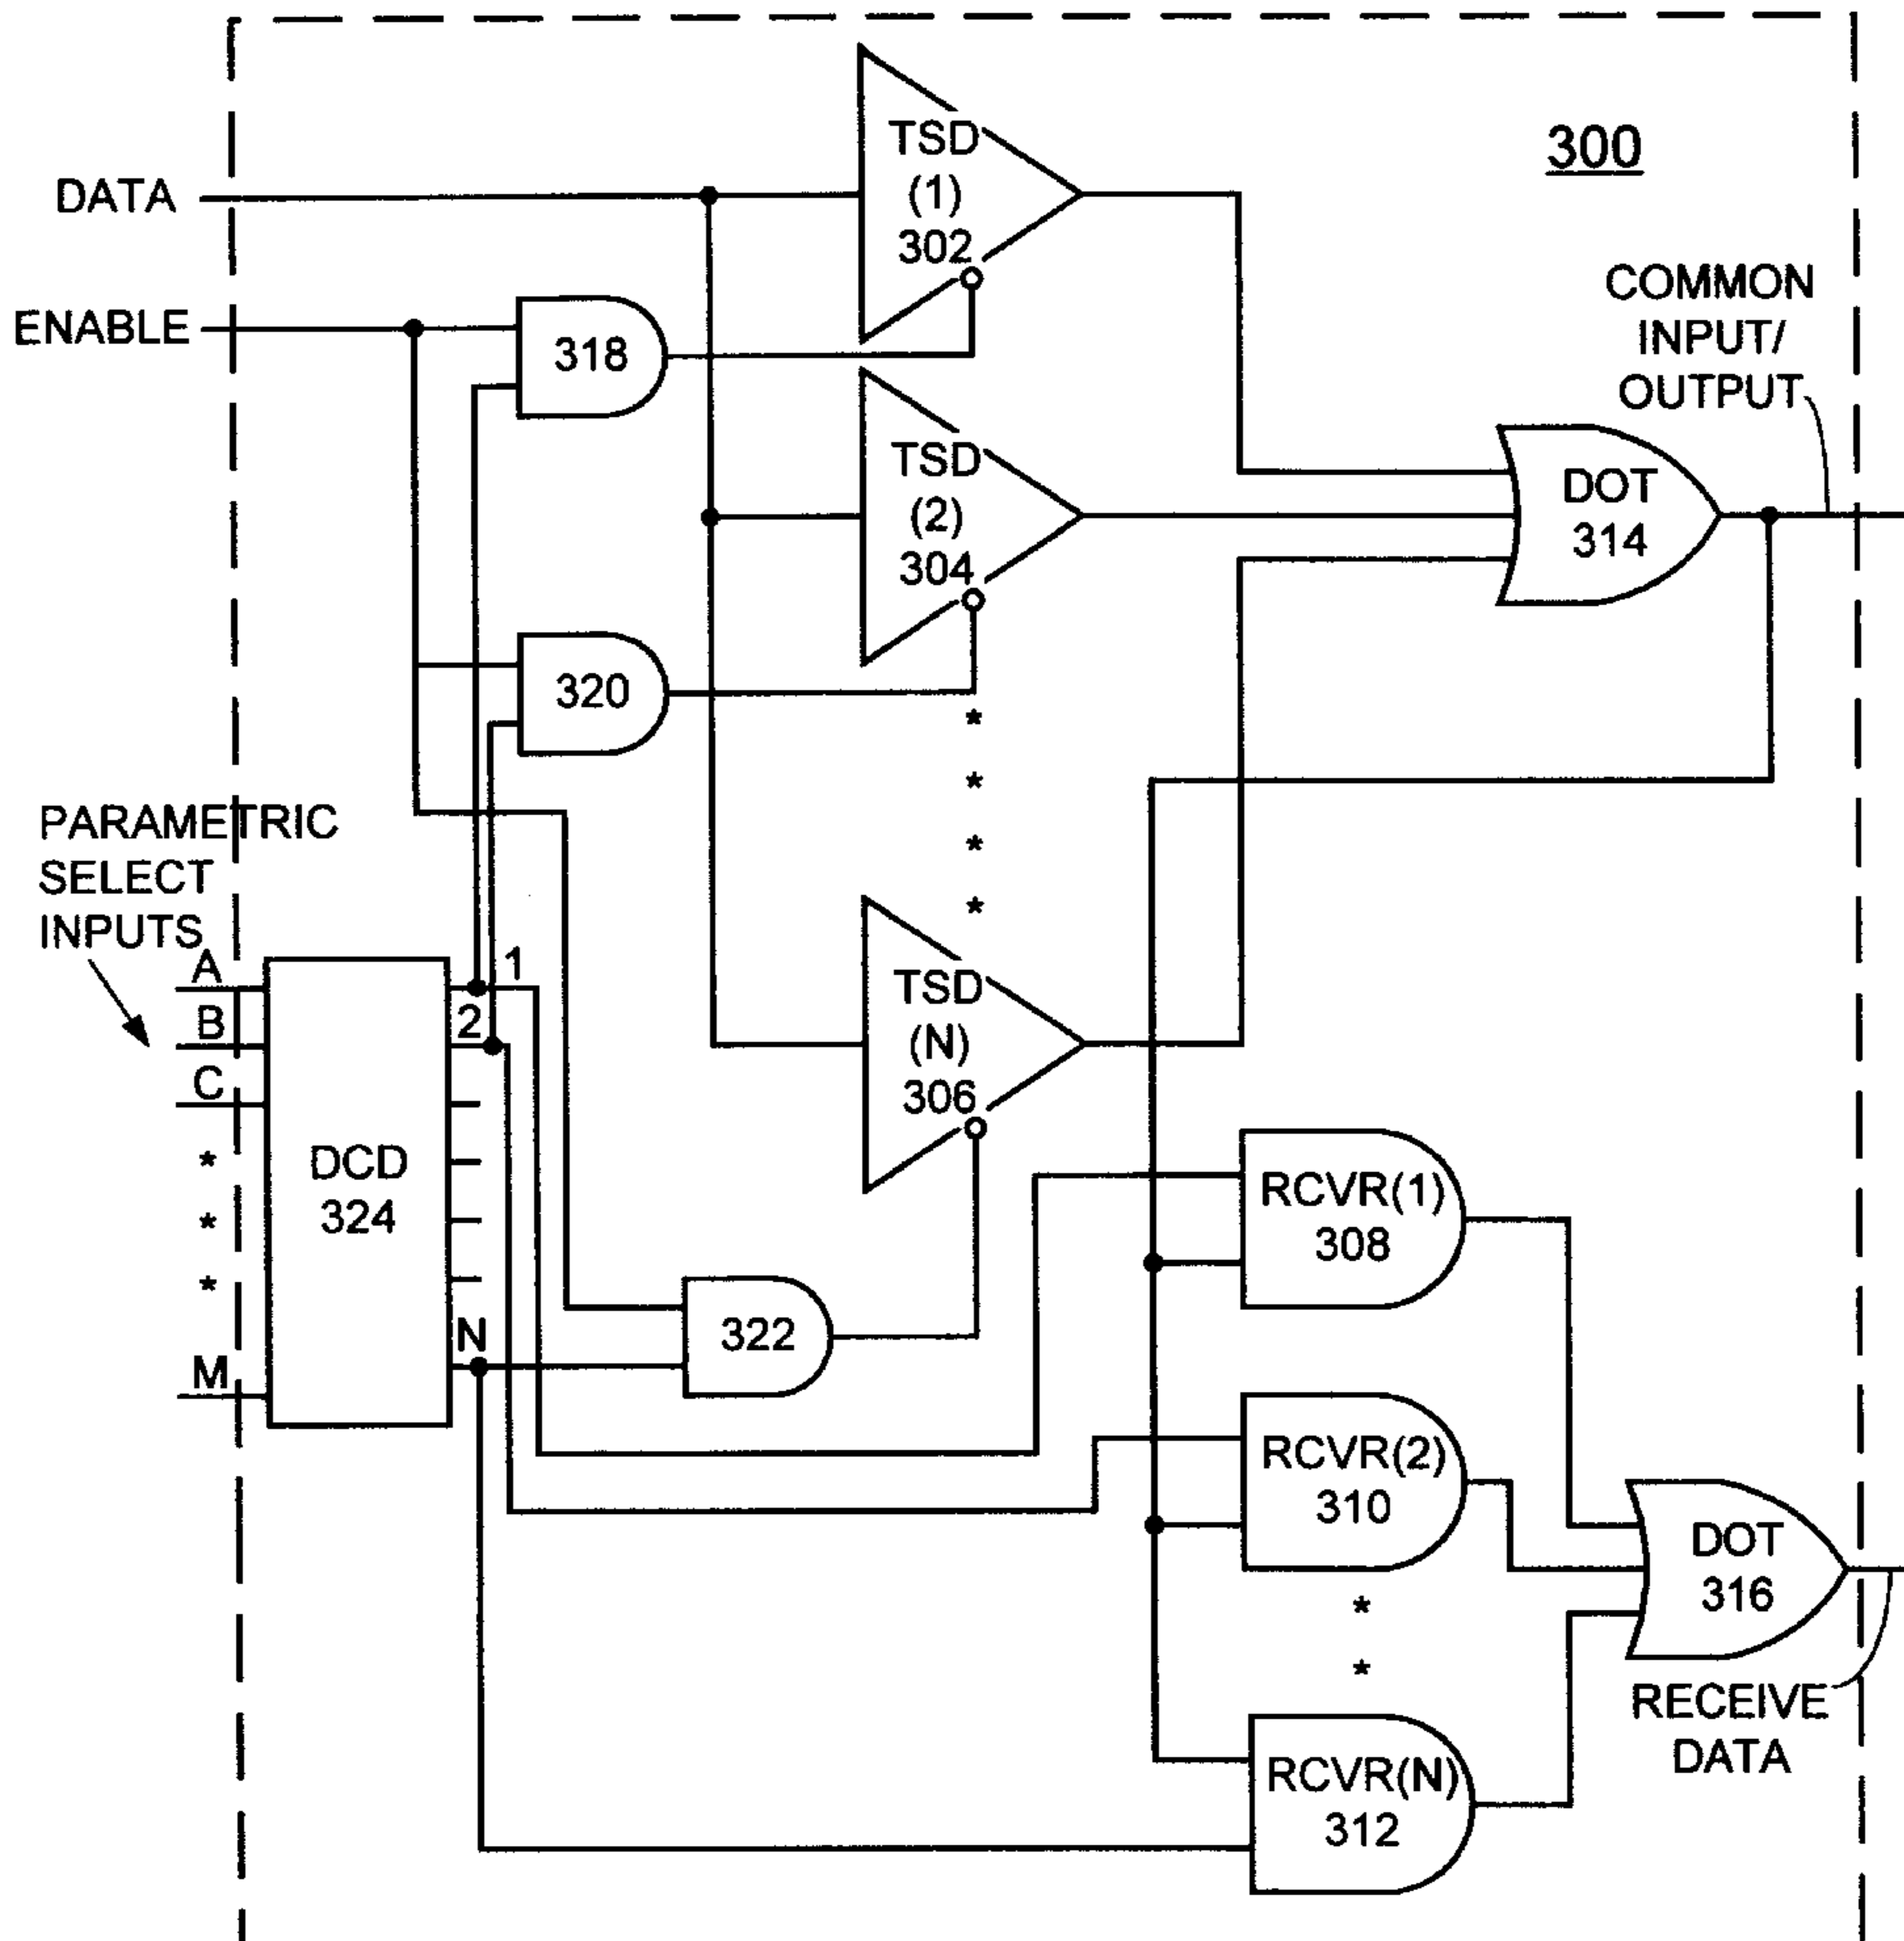 300
DATA
ENABLE
TSD
(1)
302
318
COMMON
INPUT/
OUTPUT
TSD
(2)
304
DOT
314
320
*
*
*
*
PARAMETRIC
SELECT
INPUTS
A
B
C
*
*
*
M
DCD
324
1
2
N
TSD
(N)
306
322
RCVR(1)
308
RCVR(2)
310
*
*
RCVR(N)
312
DOT
316
RECEIVE
DATA